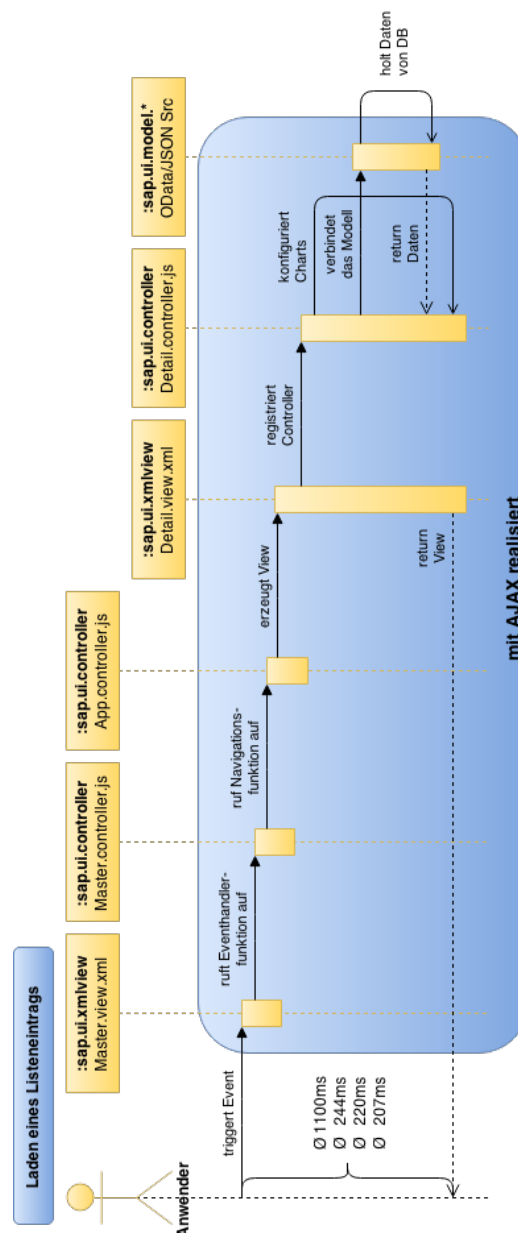 Laden eines Listeneintrags
:sap.ui.xmlview
Master.view.xml
:sap.ui.controller
Master.controller.js
:sap.ui.controller
App.controller.js
:sap.ui.xmlview
Detail.view.xml
:sap.ui.controller
Detail.controller.js
:sap.ui.model.*
OData/JSON Src
Anwender
triggert Event
ruft Eventhandler-
funktion auf
ruf Navigations-
funktion auf
erzeugt View
registriert
Controller
konfiguriert
Charts
verbindet
das Modell
holt Daten
von DB
return
Daten
return
View
Ø 1100ms
Ø 244ms
Ø 220ms
Ø 207ms
mit AJAX realisiert